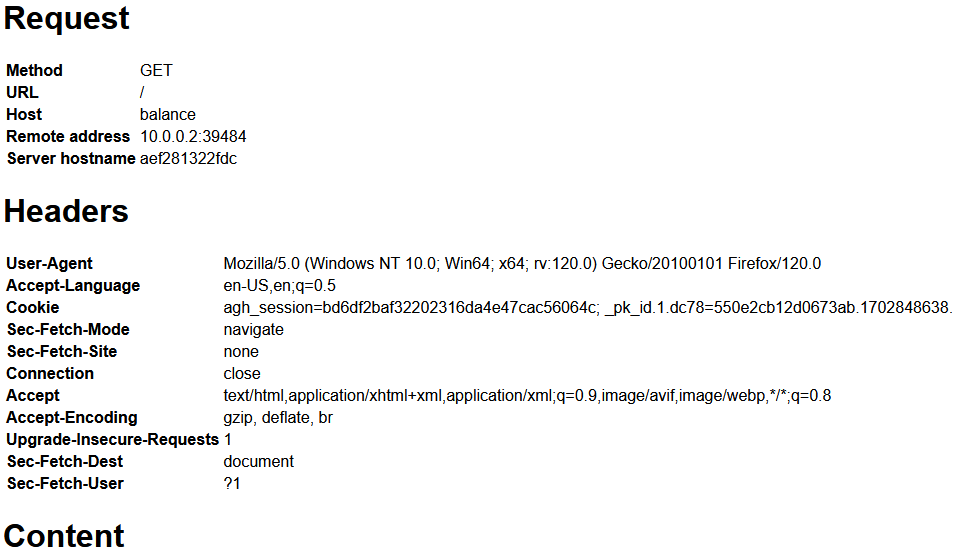 Request
Method GET
URL /
Host balance
Remote address 10.0.0.2:39484
Server hostname aef281322fdc
Headers
User-Agent Mozilla/5.0 (Windows NT 10.0; Win64; x64; rv:120.0) Gecko/20100101 Firefox/120.0
Accept-Language en-US,en;q=0.5
Cookie agh_session=bd6df2baf32202316da4e47cac56064c; _pk_id.1.dc78=550e2cb12d0673ab.1702848638.
Sec-Fetch-Mode navigate
Sec-Fetch-Site none
Connection close
Accept text/html,application/xhtml+xml,application/xml;q=0.9,image/avif,image/webp,*/*;q=0.8
Accept-Encoding gzip, deflate, br
Upgrade-Insecure-Requests 1
Sec-Fetch-Dest document
Sec-Fetch-User ?1
Content